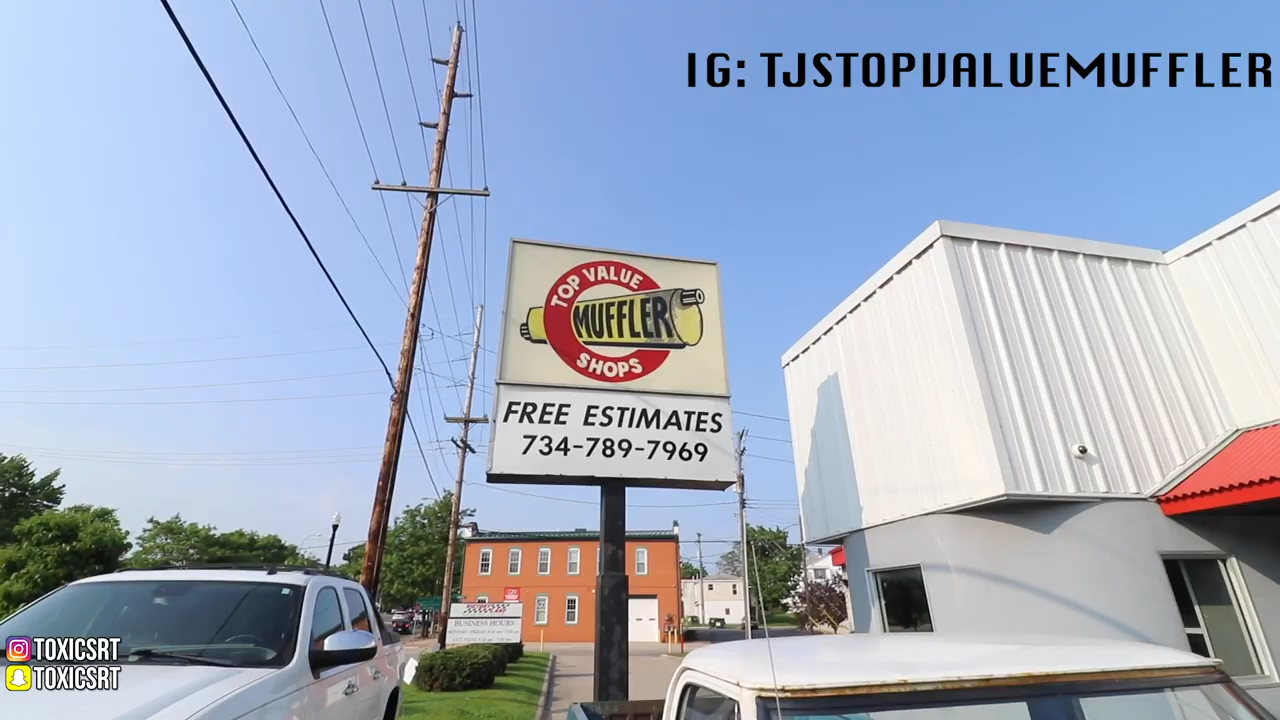 IG: TJSTOPVALUEMUFFLER
TOP VALUE
MUFFLER
SHOPS
FREE ESTIMATES
734-789-7969
BUSINESS HOURS
TOXICSRT
TOXICSRT